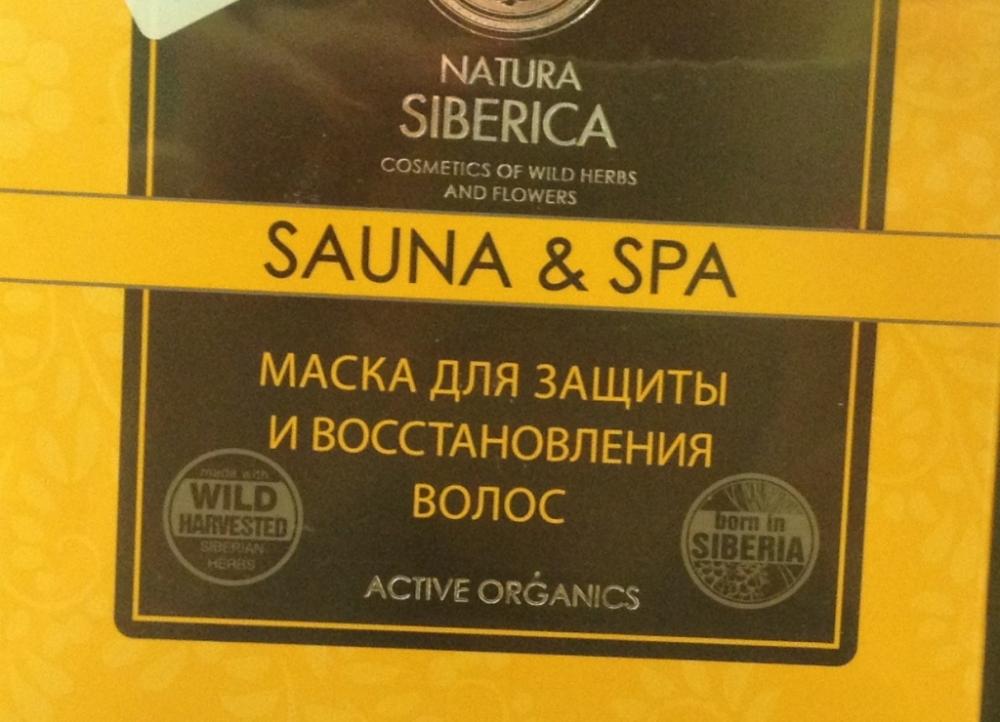 NATURA
SIBERICA
COSMETICS OF WILD HERBS
AND FLOWERS
SAUNA & SPA
МАСКА ДЛЯ ЗАЩИТЫ
И ВОССТАНОВЛЕНИЯ
ВОЛОС
made with
WILD
HARVESTED
SIBERIAN
HERBS
born in
SIBERIA
ACTIVE ORGANICS